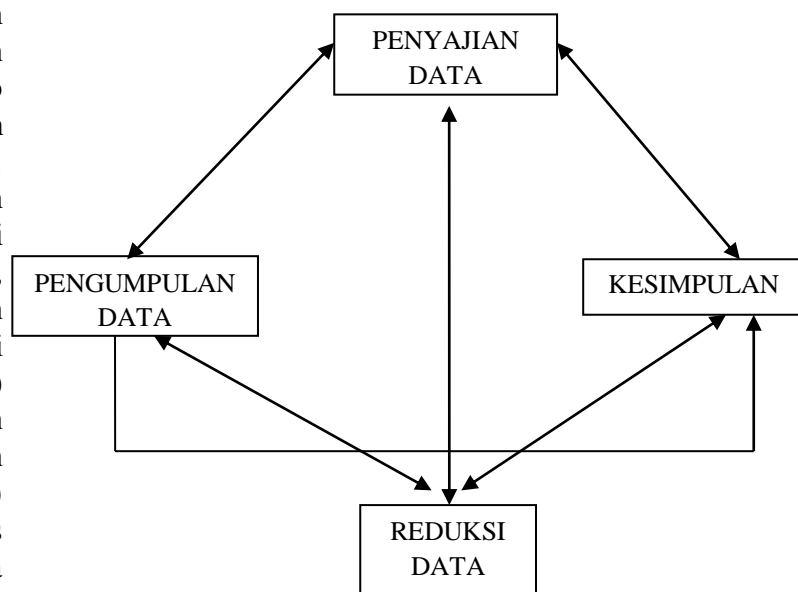 PENYAJIAN
DATA
PENGUMPULAN
DATA
KESIMPULAN
REDUKSI
DATA